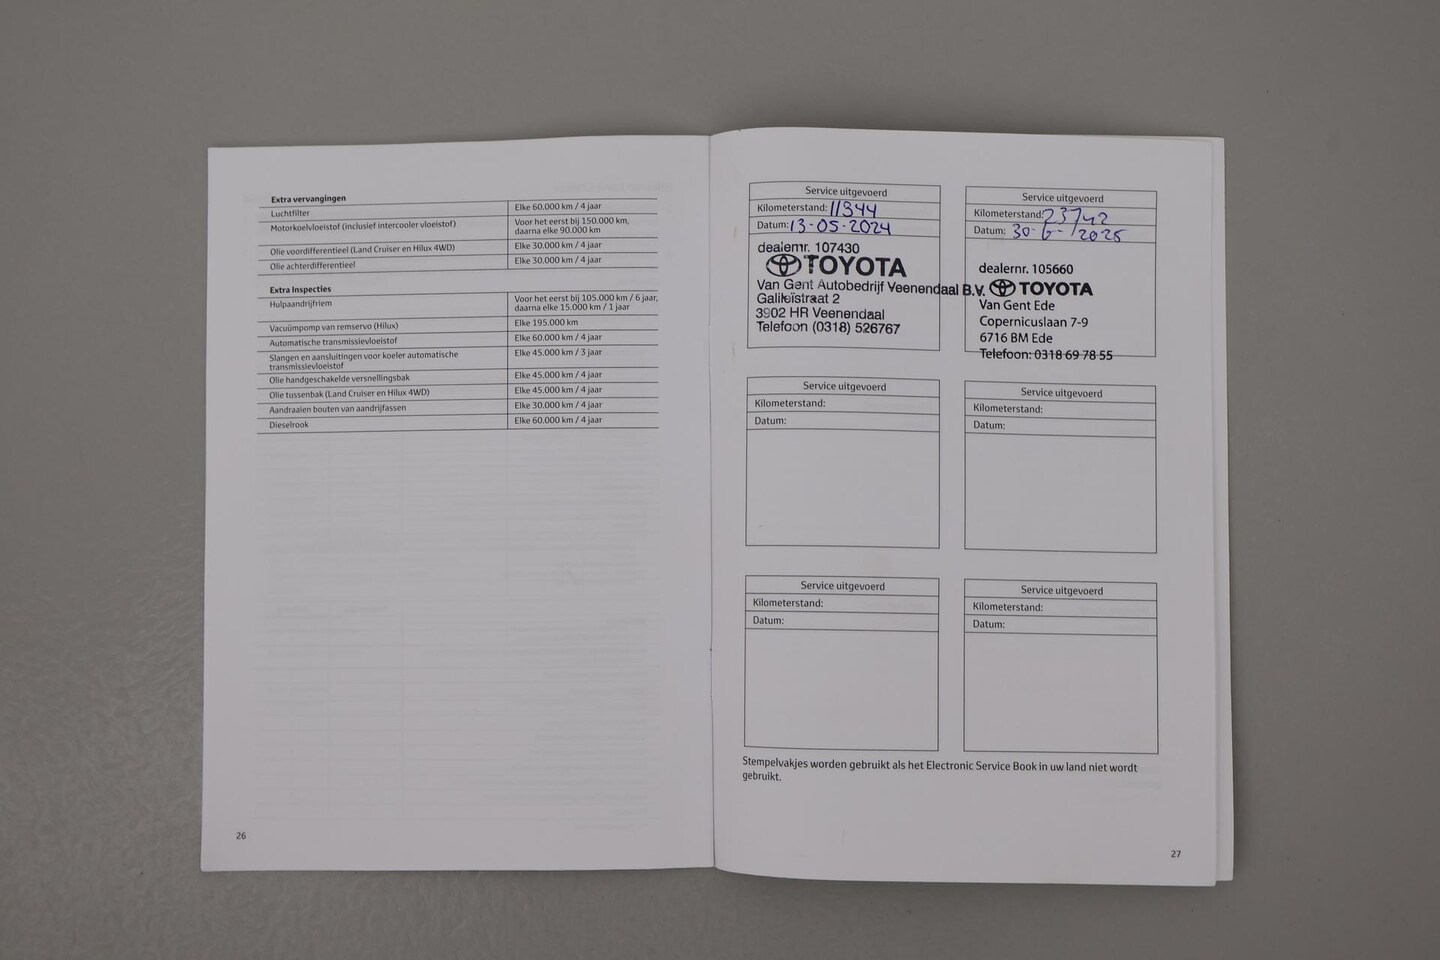 Extra vervangingen
Luchtfilter Elke 60.000 km / 4 jaar
Motorkoelvloeistof (inclusief intercooler vloeistof) Voor het eerst bij 150.000 km,
daarna elke 90.000 km
Olie voordifferentieel (Land Cruiser en Hilux 4WD) Elke 30.000 km / 4 jaar
Olie achterdifferentieel Elke 30.000 km / 4 jaar
Extra Inspecties
Hulpaandrijfriem Voor het eerst bij 105.000 km / 6 jaar,
daarna elke 15.000 km / 1 jaar
Vacuümpomp van remservo (Hilux) Elke 195.000 km
Automatische transmissievloeistof Elke 60.000 km / 4 jaar
Slangen en aansluitingen voor koeler automatische Elke 45.000 km / 3 jaar
transmissievloeistof
Olie handgeschakelde versnellingsbak Elke 45.000 km / 4 jaar
Olie tussenbak (Land Cruiser en Hilux 4WD) Elke 45.000 km / 4 jaar
Aandraaien bouten van aandrijfassen Elke 30.000 km / 4 jaar
Dieselrook Elke 60.000 km / 4 jaar
26
Service uitgevoerd
Kilometerstand: 11344
Datum: 13-05-2024
dealernr. 107430
TOYOTA
Van Gent Autobedrijf Veenendaal B.V.
Galileïstraat 2
3902 HR Veenendaal
Telefoon (0318) 526767
Service uitgevoerd
Kilometerstand: 23742
Datum: 30-6-2025
dealernr. 105660
TOYOTA
Van Gent Ede
Copernicuslaan 7-9
6716 BM Ede
Telefoon: 0318 69 78 55
Service uitgevoerd
Kilometerstand:
Datum:
Service uitgevoerd
Kilometerstand:
Datum:
Service uitgevoerd
Kilometerstand:
Datum:
Service uitgevoerd
Kilometerstand:
Datum:
Stempelvakjes worden gebruikt als het Electronic Service Book in uw land niet wordt
gebruikt.
27